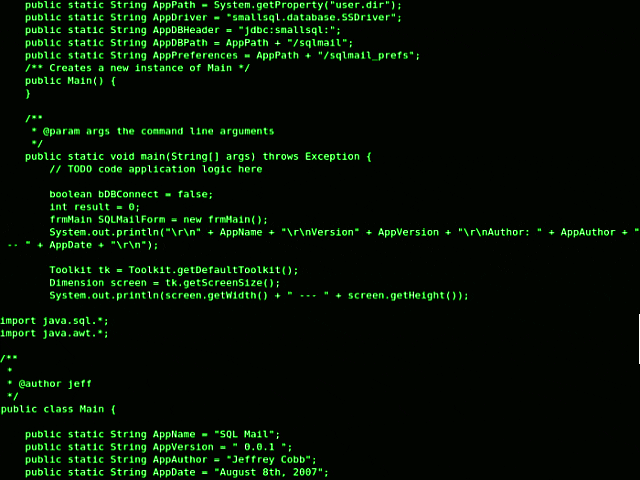 public static String AppPath = System.getProperty("user.dir");
public static String AppDriver = "smallsql.database.SSDriver";
public static String AppDBHeader = "jdbc:smallsql:";
public static String AppDBPath = AppPath + "/sqlmail";
public static String AppPreferences = AppPath + "/sqlmail_prefs";
/** Creates a new instance of Main */
public Main() {
}
/**
* @param args the command line arguments
*/
public static void main(String[] args) throws Exception {
// TODO code application logic here
boolean bDBConnect = false;
int result = 0;
frmMain SQLMailForm = new frmMain();
System.out.println("\r\n" + AppName + "\r\nVersion" + AppVersion + "\r\nAuthor: " + AppAuthor + "
-- " + AppDate + "\r\n");
Toolkit tk = Toolkit.getDefaultToolkit();
Dimension screen = tk.getScreenSize();
System.out.println(screen.getWidth() + " --- " + screen.getHeight());
import java.sql.*;
import java.awt.*;
/**
*
* @author jeff
*/
public class Main {
public static String AppName = "SQL Mail";
public static String AppVersion = " 0.0.1 ";
public static String AppAuthor = "Jeffrey Cobb";
public static String AppDate = "August 8th, 2007";